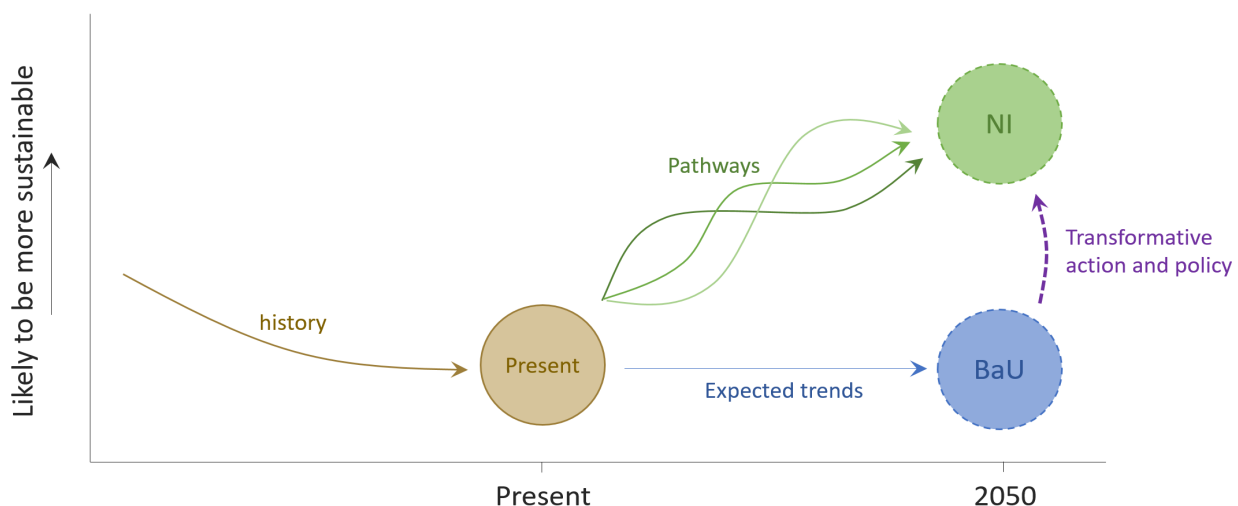 Likely to be more sustainable
Pathways
NI
Transformative
action and policy
history
Present
BaU
Expected trends
Present
2050